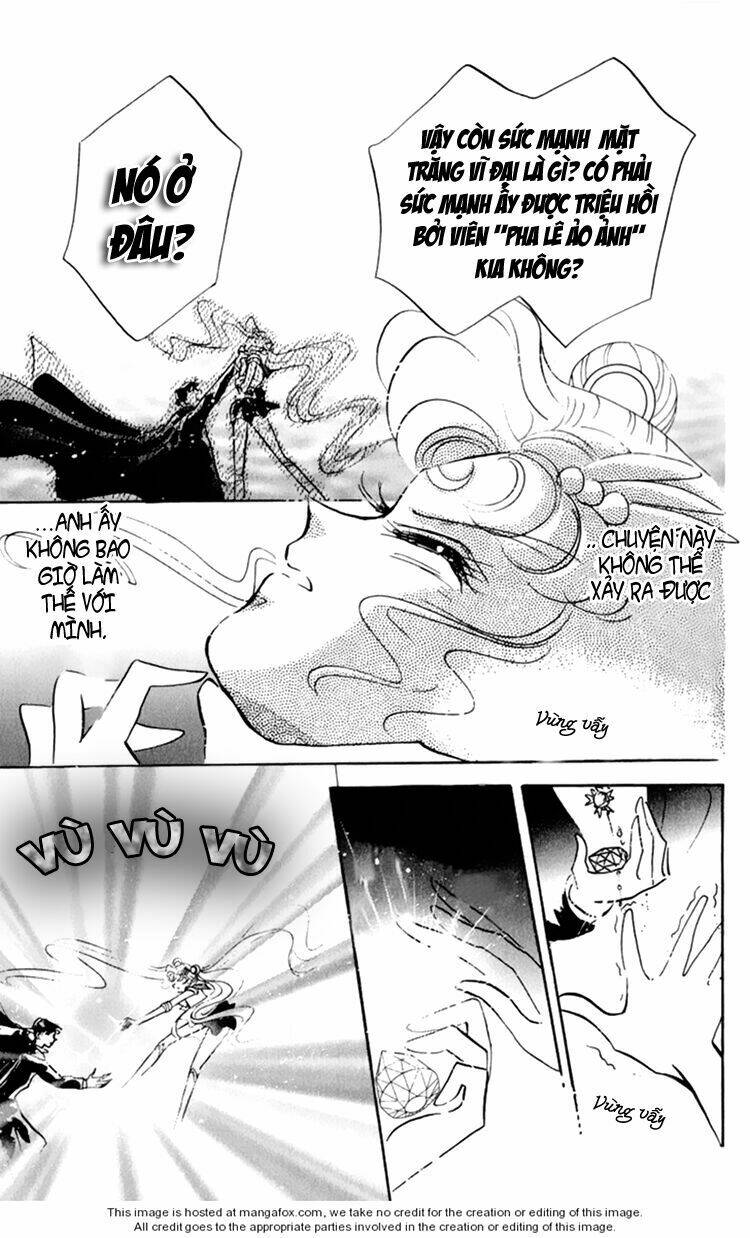 VẬY CÒN SỨC MẠNH MẶT
TRĂNG VĨ ĐẠI LÀ GÌ? CÓ PHẢI
SỨC MẠNH ẤY ĐƯỢC TRIỆU HỒI
BỞI VIÊN "PHA LÊ ẢO ẢNH"
KIA KHÔNG?
NÓ Ở
ĐÂU?
.. CHUYỆN NÀY
KHÔNG THỂ
XẢY RA ĐƯỢC
...ANH ẤY
KHÔNG BAO
GIỜ LÀM
THẾ VỚI
MÌNH.
Vùng vẫy
VÙ VÙ VÙ
Vùng vẫy
This image is hosted at mangafox.com, we take no credit for the creation or editing of this image.
All credit goes to the appropriate parties involved in the creation or editing of this image.